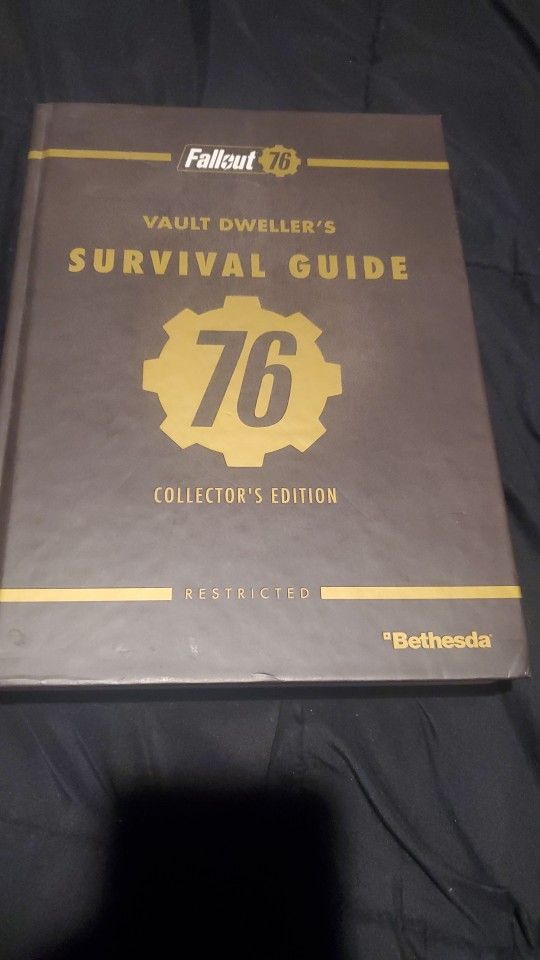 Fallout 76
VAULT DWELLER'S
SURVIVAL GUIDE
76
COLLECTOR'S EDITION
RESTRICTED
Bethesda